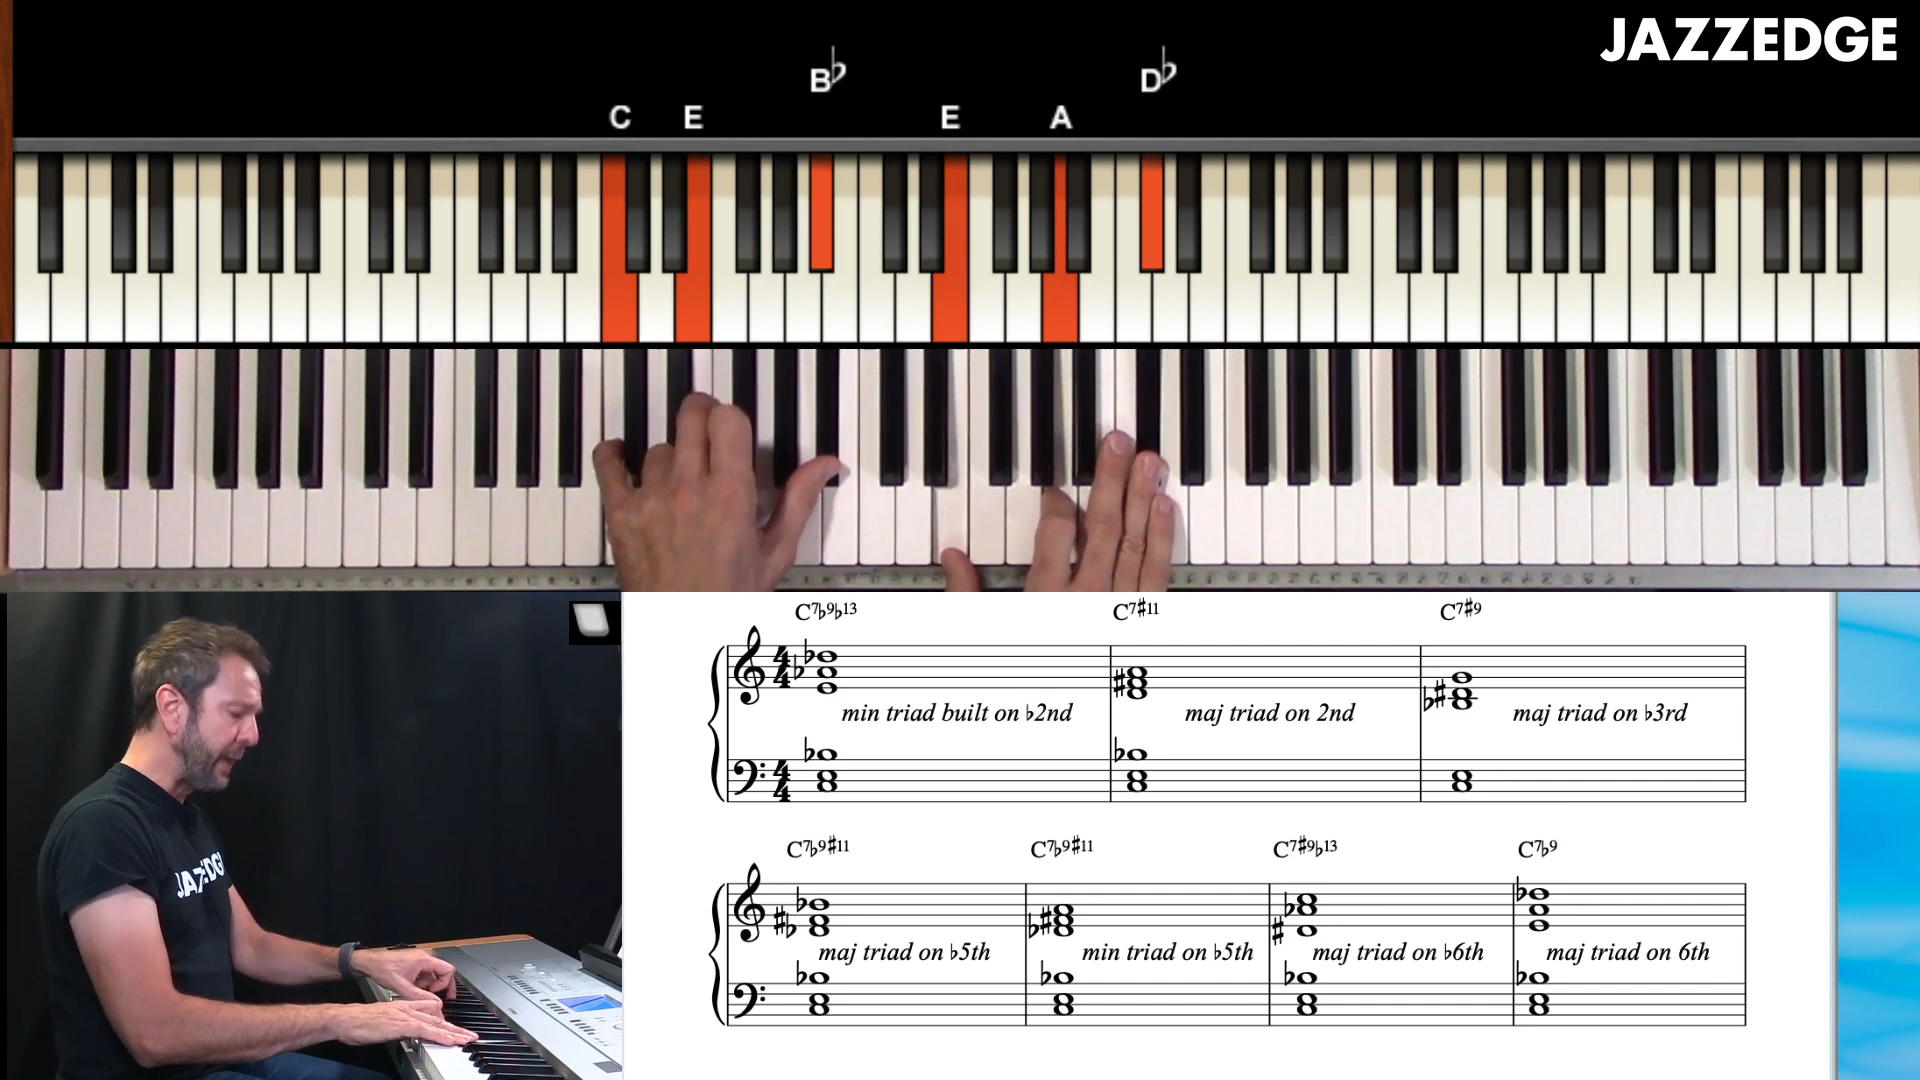 JAZZEDGE
B♭ D♭
C E E A
C7♭9♭13 C7#11 C7#9
min triad built on ♭2nd maj triad on 2nd maj triad on ♭3rd
C7♭9#11 C7♭9#11 C7#9♭13 C7♭9
maj triad on ♭5th min triad on ♭5th maj triad on ♭6th maj triad on 6th
JAZZEDGE